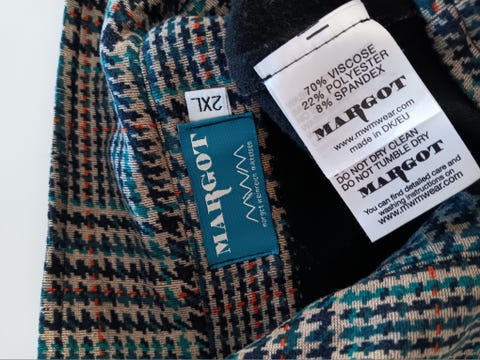 2XL
MARGOT
MWM
70% VISCOSE
22% POLYESTER
8% SPANDEX
MARGOT
www.mwmwear.com
made in DK/EU
DO NOT DRY CLEAN
DO NOT TUMBLE DRY
MARGOT
You can find detailed care and
washing instructions on
www.mwmwear.com